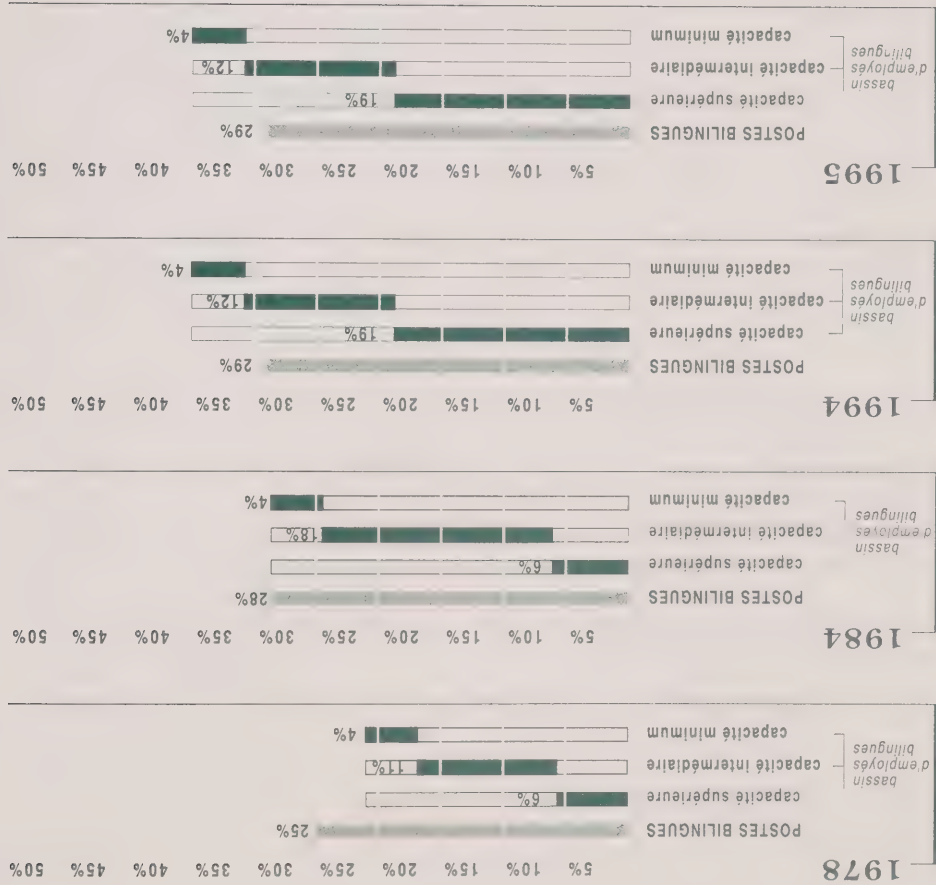 1978 5% 10% 15% 20% 25% 30% 35% 40% 45% 50%
POSTES BILINGUES 25%
bassin
d'employés
bilingues
capacité supérieure 6%
capacité intermédiaire 11%
capacité minimum 4%
1984 5% 10% 15% 20% 25% 30% 35% 40% 45% 50%
POSTES BILINGUES 28%
bassin
d'employés
bilingues
capacité supérieure 6%
capacité intermédiaire 18%
capacité minimum 4%
1994 5% 10% 15% 20% 25% 30% 35% 40% 45% 50%
POSTES BILINGUES 29%
bassin
d'employés
bilingues
capacité supérieure 19%
capacité intermédiaire 12%
capacité minimum 4%
1995 5% 10% 15% 20% 25% 30% 35% 40% 45% 50%
POSTES BILINGUES 29%
bassin
d'employés
bilingues
capacité supérieure 19%
capacité intermédiaire 12%
capacité minimum 4%